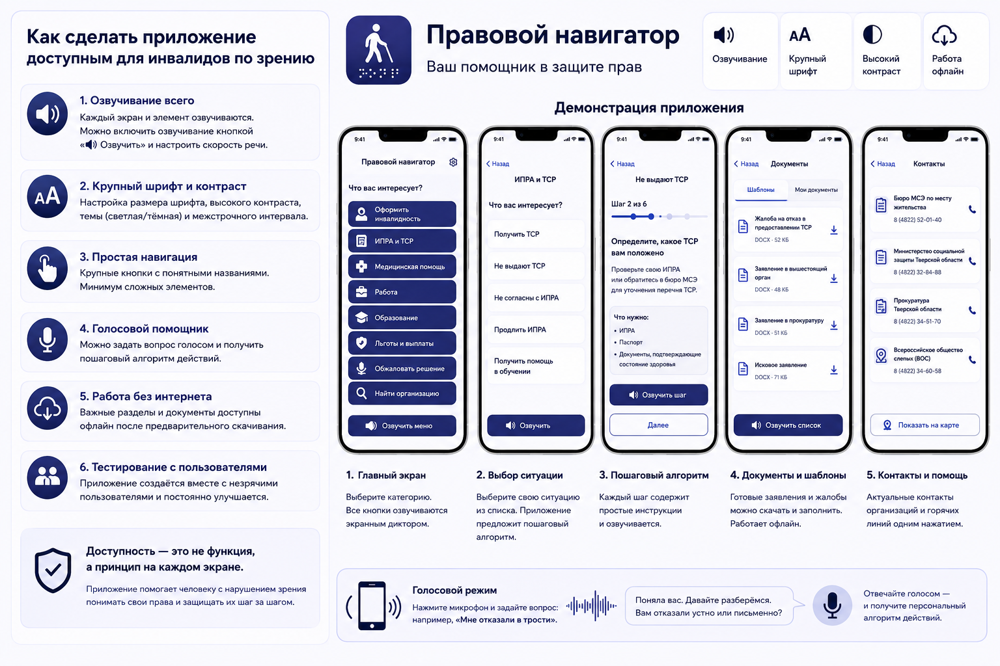 Как сделать приложение
доступным для инвалидов по зрению
1. Озвучивание всего
Каждый экран и элемент озвучиваются.
Можно включить озвучивание кнопкой
« Озвучить» и настроить скорость речи.
AA
2. Крупный шрифт и контраст
Настройка размера шрифта, высокого контраста,
темы (светлая/тёмная) и межстрочного интервала.
3. Простая навигация
Крупные кнопки с понятными названиями.
Минимум сложных элементов.
4. Голосовой помощник
Можно задать вопрос голосом и получить
пошаговый алгоритм действий.
5. Работа без интернета
Важные разделы и документы доступны
офлайн после предварительного скачивания.
6. Тестирование с пользователями
Приложение создаётся вместе с незрячими
пользователями и постоянно улучшается.
Доступность — это не функция,
а принцип на каждом экране.
Приложение помогает человеку с нарушением зрения
понимать свои права и защищать их шаг за шагом.
Правовой навигатор
Ваш помощник в защите прав
Озвучивание
AA
Крупный
шрифт
Высокий
контраст
Работа
офлайн
Демонстрация приложения
9:41
Правовой навигатор
Что вас интересует?
Оформить
инвалидность
ИПРА и ТСР
Медицинская помощь
Работа
Образование
Льготы и выплаты
Обжаловать решение
Найти организацию
Озвучить меню
9:41
Назад
ИПРА и ТСР
Что вас интересует?
Получить ТСР
Не выдают ТСР
Не согласны с ИПРА
Продлить ИПРА
Получить помощь
в обучении
Озвучить
9:41
Назад
Не выдают ТСР
Шаг 2 из 6
Определите, какое ТСР
вам положено
Проверьте свою ИПРА
или обратитесь в бюро МСЭ
для уточнения перечня ТСР.
Что нужно:
• ИПРА
• Паспорт
• Документы, подтверждающие
состояние здоровья
Озвучить шаг
Далее
9:41
Назад
Документы
Шаблоны
Мои документы
Жалоба на отказ в
предоставлении ТСР
DOCX · 52 КБ
Заявление в вышестоящий
орган
DOCX · 48 КБ
Заявление в прокуратуру
DOCX · 51 КБ
Исковое заявление
DOCX · 71 КБ
Озвучить список
9:41
Назад
Контакты
Бюро МСЭ по месту
жительства
8 (4822) 52-01-40
Министерство социальной
защиты Тверской области
8 (4822) 32-84-88
Прокуратура
Тверской области
8 (4822) 34-51-70
Всероссийское общество
слепых (ВОС)
8 (4822) 34-60-58
Показать на карте
1. Главный экран
Выберите категорию.
Все кнопки озвучиваются
экранным диктором.
2. Выбор ситуации
Выберите свою ситуацию
из списка. Приложение
предложит пошаговый
алгоритм.
3. Пошаговый алгоритм
Каждый шаг содержит
простые инструкции
и озвучивается.
4. Документы и шаблоны
Готовые заявления и жалобы
можно скачать и заполнить.
Работает офлайн.
5. Контакты и помощь
Актуальные контакты
организаций и горячих
линий одним нажатием.
Голосовой режим
Нажмите микрофон и задайте вопрос:
например, «Мне отказали в трости».
Поняла вас. Давайте разберёмся.
Вам отказали устно или письменно?
Отвечайте голосом —
и получите персональный
алгоритм действий.